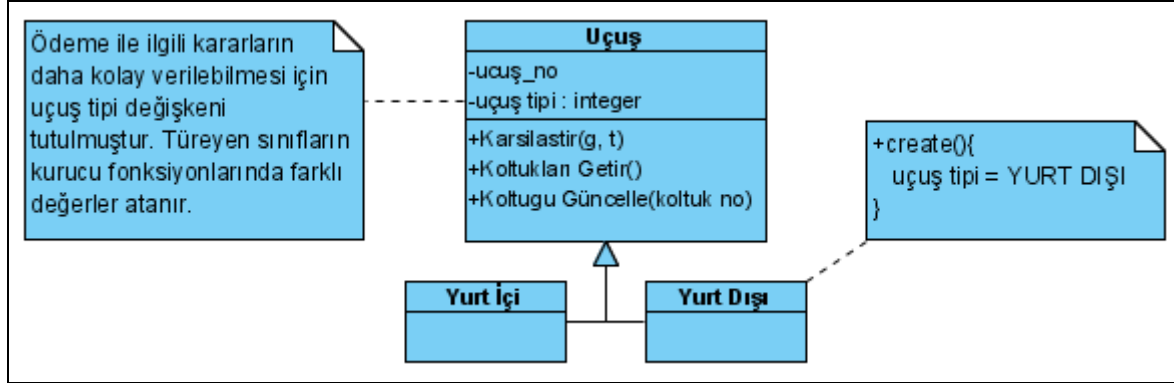 Ödeme ile ilgili kararların
daha kolay verilebilmesi için
uçuş tipi değişkeni
tutulmuştur. Türeyen sınıfların
kurucu fonksiyonlarında farklı
değerler atanır.
Uçuş
-ucuş_no
-uçuş tipi : integer
+Karsilastir(g, t)
+Koltukları Getir()
+Koltugu Güncelle(koltuk no)
+create(){
uçuş tipi = YURT DIŞI
}
Yurt İçi
Yurt Dışı